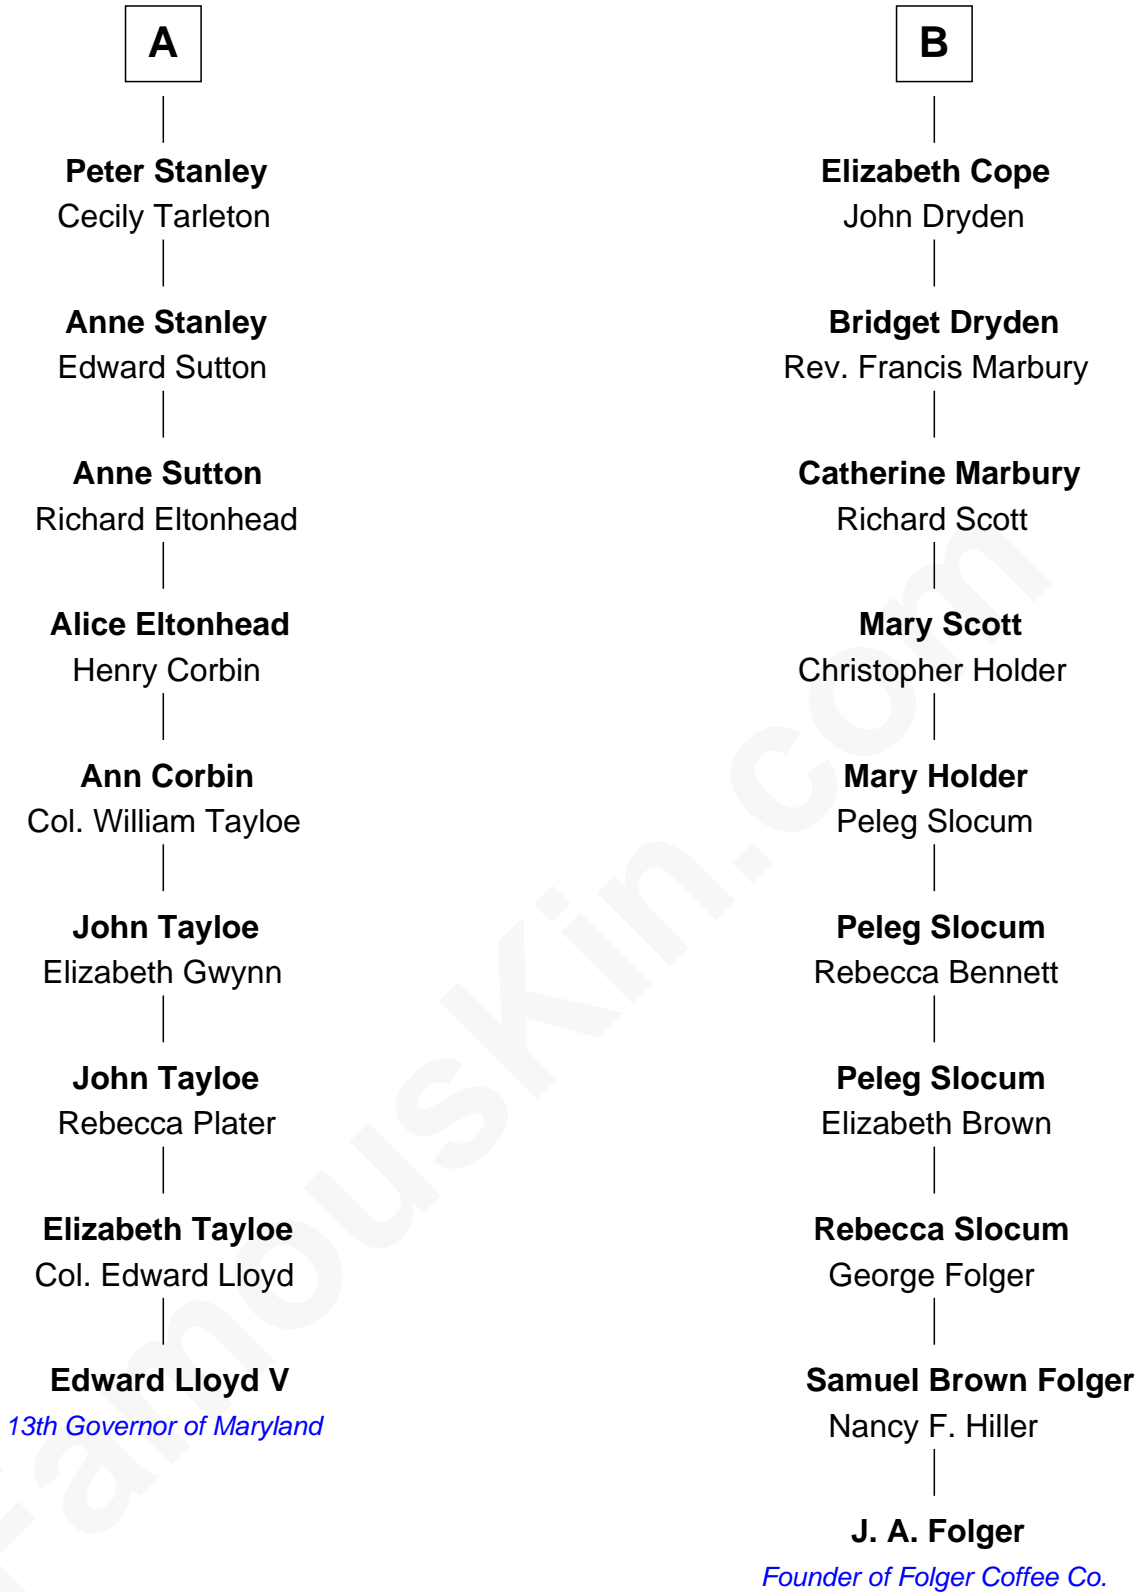 A
Peter Stanley
Cecily Tarleton
Anne Stanley
Edward Sutton
Anne Sutton
Richard Eltonhead
Alice Eltonhead
Henry Corbin
Ann Corbin
Col. William Tayloe
John Tayloe
Elizabeth Gwynn
John Tayloe
Rebecca Plater
Elizabeth Tayloe
Col. Edward Lloyd
Edward Lloyd V
13th Governor of Maryland
B
Elizabeth Cope
John Dryden
Bridget Dryden
Rev. Francis Marbury
Catherine Marbury
Richard Scott
Mary Scott
Christopher Holder
Mary Holder
Peleg Slocum
Peleg Slocum
Rebecca Bennett
Peleg Slocum
Elizabeth Brown
Rebecca Slocum
George Folger
Samuel Brown Folger
Nancy F. Hiller
J. A. Folger
Founder of Folger Coffee Co.
FamousKin.com